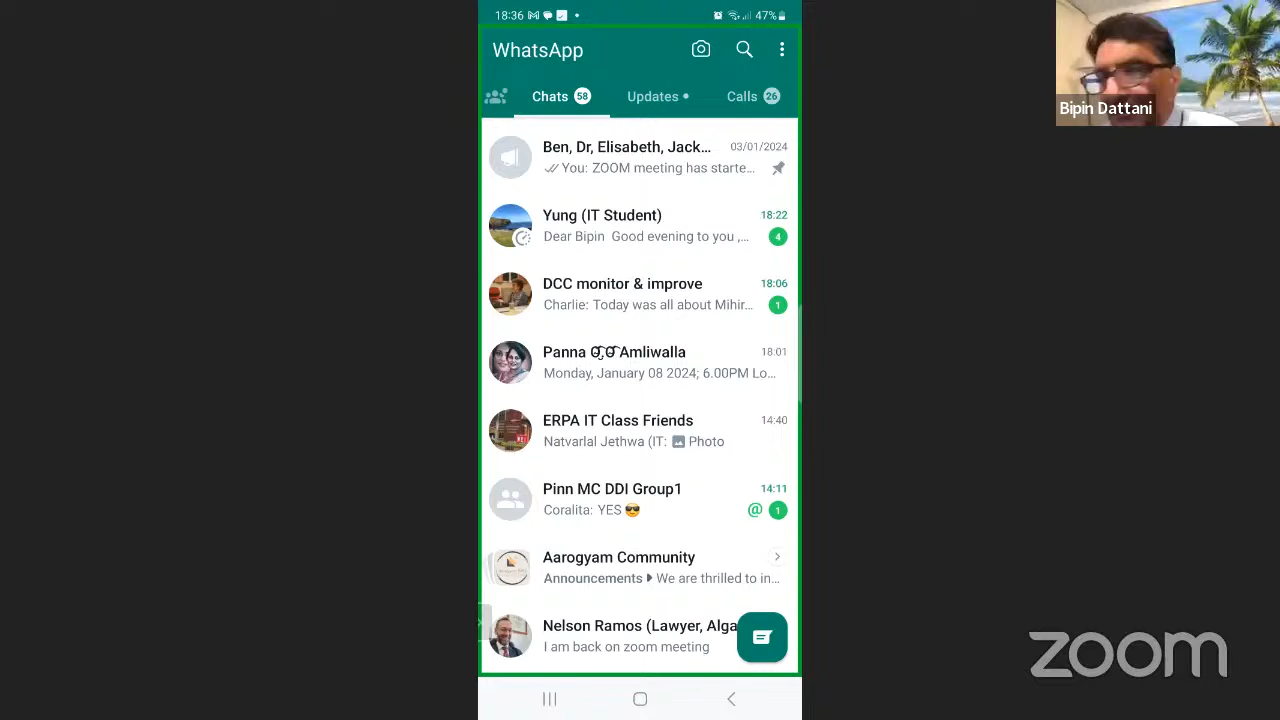 18:36
47%
WhatsApp
Chats 58
Updates
Calls 26
Ben, Dr, Elisabeth, Jack... 03/01/2024
You: ZOOM meeting has starte...
Yung (IT Student) 18:22
Dear Bipin Good evening to you ,... 4
DCC monitor & improve 18:06
Charlie: Today was all about Mihir... 1
Panna Amliwalla 18:01
Monday, January 08 2024; 6.00PM Lo...
ERPA IT Class Friends 14:40
Natvarlal Jethwa (IT: Photo
Pinn MC DDI Group1 14:11
Coralita: YES 😎 @ 1
Aarogyam Community
Announcements We are thrilled to in...
Nelson Ramos (Lawyer, Alga
I am back on zoom meeting
Bipin Dattani
zoom